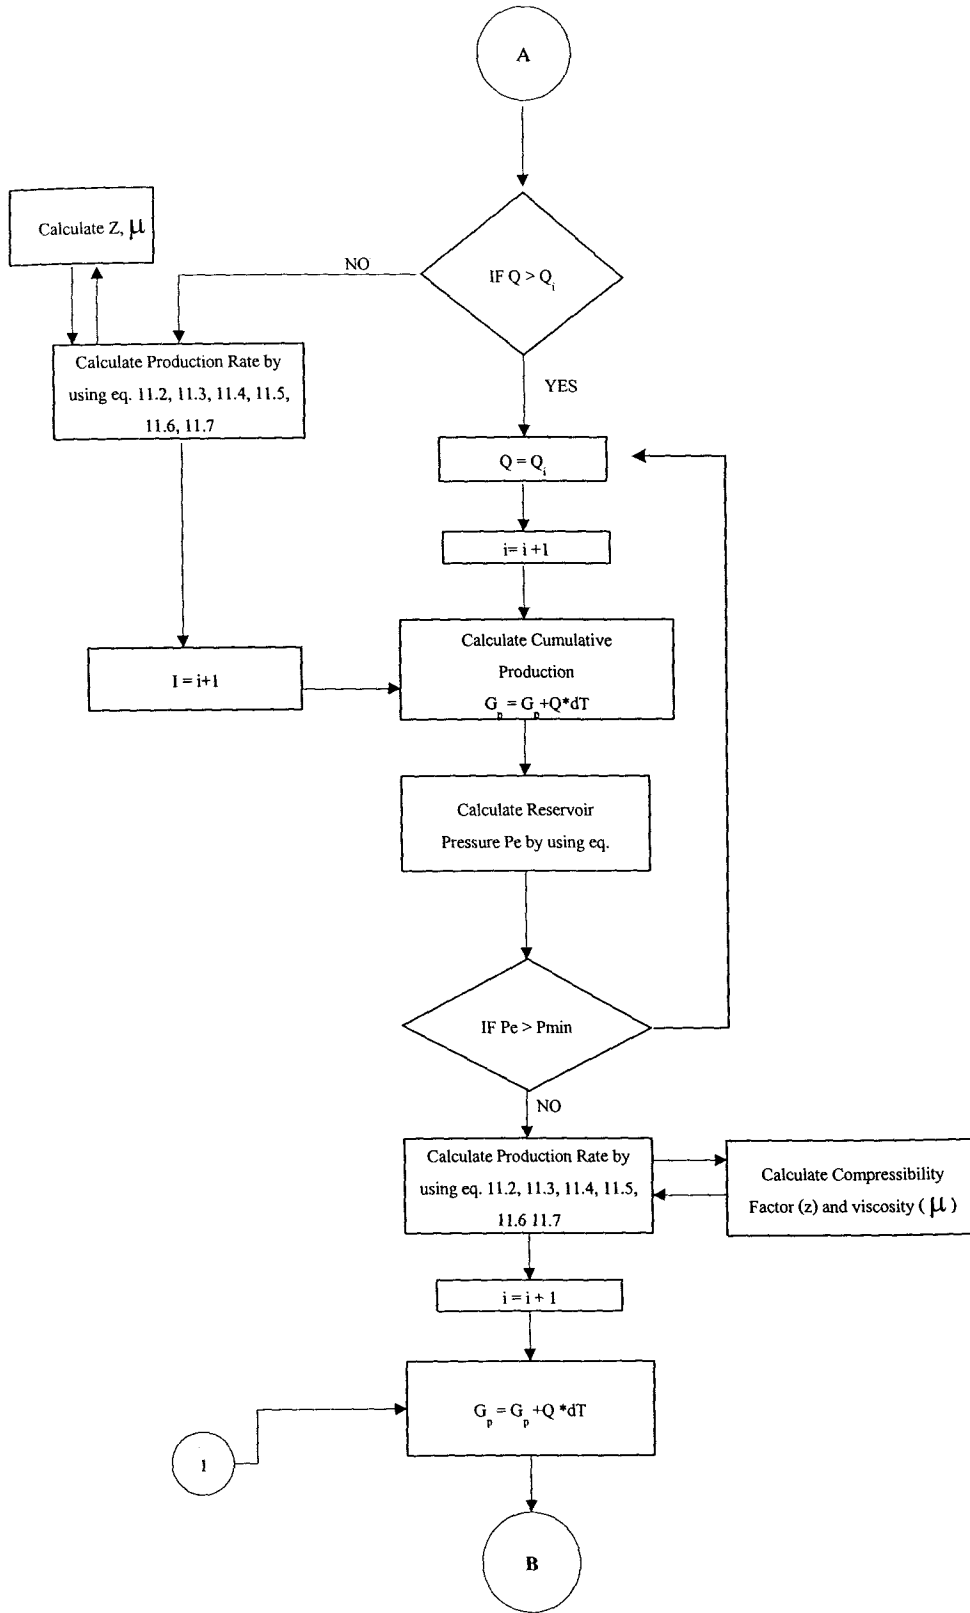 A
Calculate Z, μ
NO
IF Q > Qi
Calculate Production Rate by
using eq. 11.2, 11.3, 11.4, 11.5,
11.6, 11.7
YES
Q = Qi
i= i +1
I = i+1
Calculate Cumulative
Production
Gp = Gp+Q*dT
Calculate Reservoir
Pressure Pe by using eq.
IF Pe > Pmin
NO
Calculate Production Rate by
using eq. 11.2, 11.3, 11.4, 11.5,
11.6 11.7
Calculate Compressibility
Factor (z) and viscosity ( μ )
i = i + 1
Gp = Gp +Q *dT
1
B